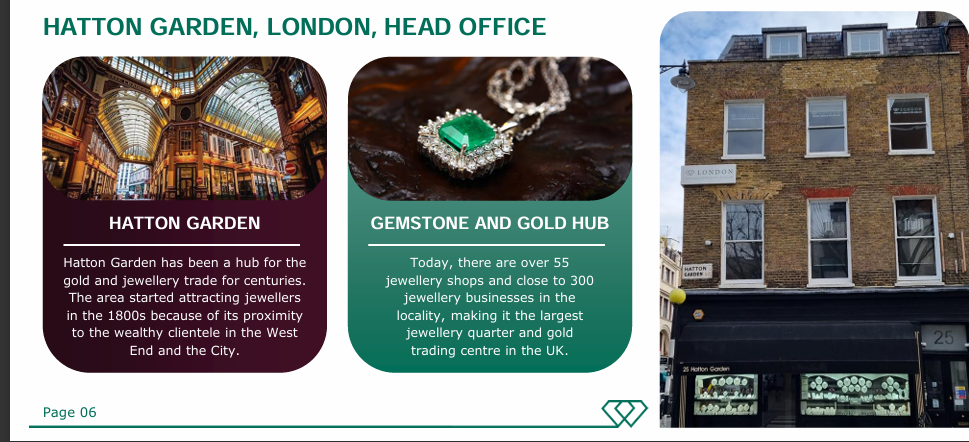 HATTON GARDEN, LONDON, HEAD OFFICE
HATTON GARDEN
Hatton Garden has been a hub for the
gold and jewellery trade for centuries.
The area started attracting jewellers
in the 1800s because of its proximity
to the wealthy clientele in the West
End and the City.
GEMSTONE AND GOLD HUB
Today, there are over 55
jewellery shops and close to 300
jewellery businesses in the
locality, making it the largest
jewellery quarter and gold
trading centre in the UK.
Page 06
LONDON
HATTON
GARDEN
25
25 Hatton Garden